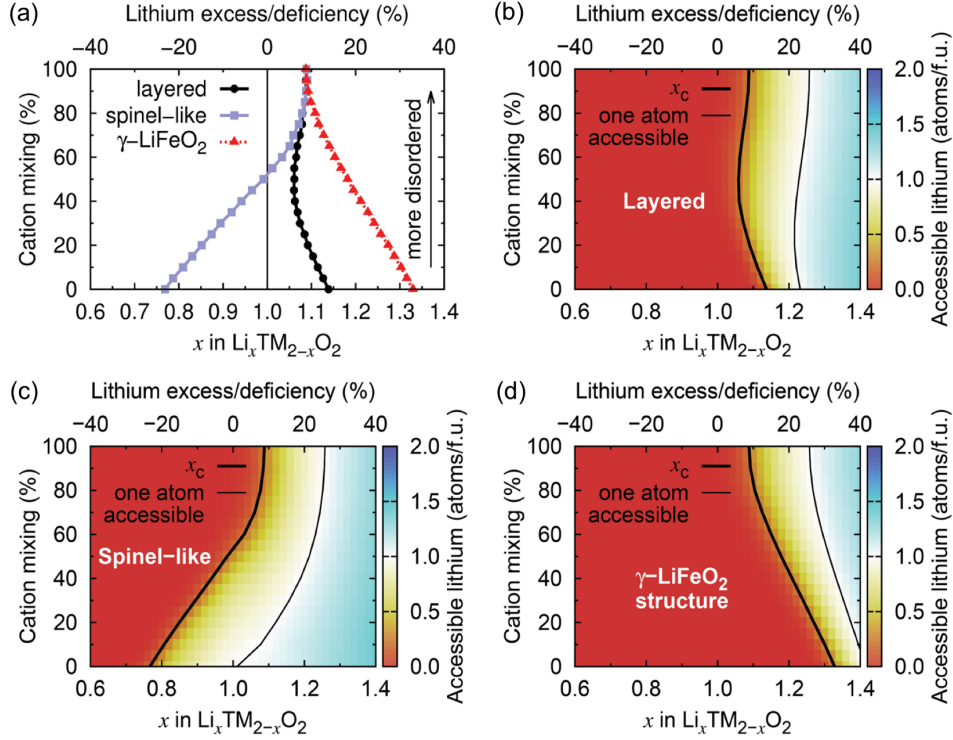 (a)
Lithium excess/deficiency (%)
−40 −20 0 20 40
Cation mixing (%)
100
80
60
40
20
0
layered
spinel−like
γ−LiFeO2
more disordered
0.6 0.8 1.0 1.1 1.2 1.3 1.4
x in LixTM2−xO2
(b)
Lithium excess/deficiency (%)
−40 −20 0 20 40
Cation mixing (%)
100
80
60
40
20
0
xc
one atom
accessible
Layered
0.6 0.8 1.0 1.2 1.4
x in LixTM2−xO2
2.0
1.5
1.0
0.5
0.0
Accessible lithium (atoms/f.u.)
(c)
Lithium excess/deficiency (%)
−40 −20 0 20 40
Cation mixing (%)
100
80
60
40
20
0
xc
one atom
accessible
Spinel−like
0.6 0.8 1.0 1.2 1.4
x in LixTM2−xO2
2.0
1.5
1.0
0.5
0.0
Accessible lithium (atoms/f.u.)
(d)
Lithium excess/deficiency (%)
−40 −20 0 20 40
Cation mixing (%)
100
80
60
40
20
0
xc
one atom
accessible
γ−LiFeO2
structure
0.6 0.8 1.0 1.2 1.4
x in LixTM2−xO2
2.0
1.5
1.0
0.5
0.0
Accessible lithium (atoms/f.u.)